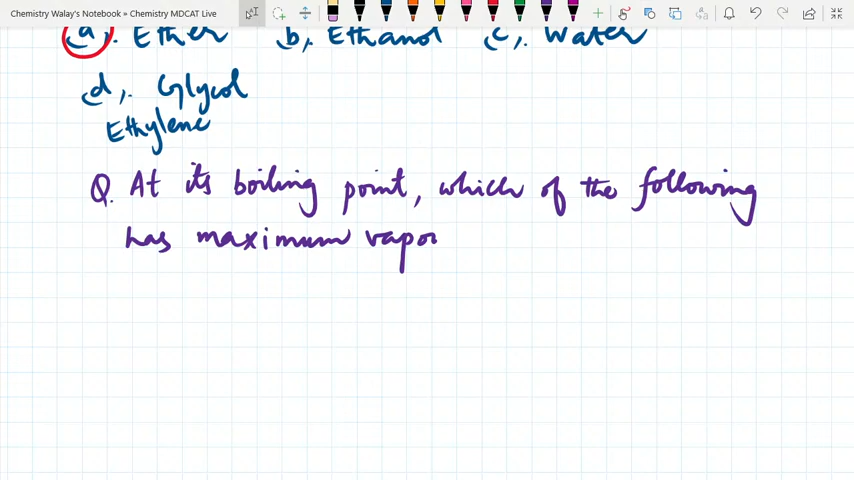 Chemistry Walay's Notebook » Chemistry MDCAT Live
(a). Ether (b). Ethanol (c). Water
(d). Glycol
Ethylene
Q. At its boiling point, which of the following
has maximum vapor